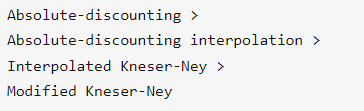 Absolute-discounting >
Absolute-discounting interpolation >
Interpolated Kneser-Ney >
Modified Kneser-Ney